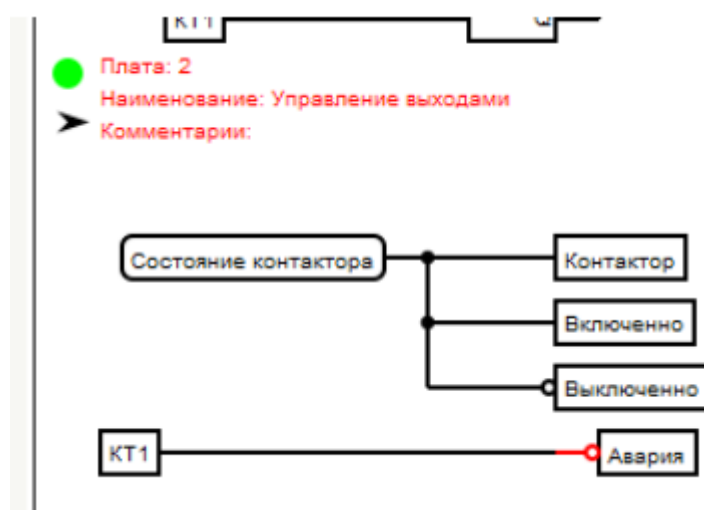 КТ1
Плата: 2
Наименование: Управление выходами
Комментарии:
Состояние контактора
Контактор
Включенно
Выключенно
КТ1
Авария